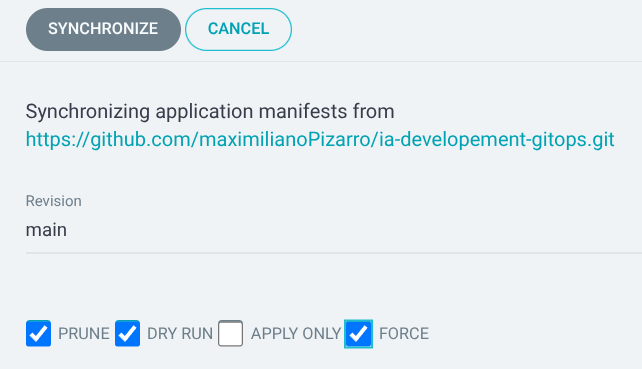 SYNCHRONIZE CANCEL
Synchronizing application manifests from
https://github.com/maximilianoPizarro/ia-developement-gitops.git
Revision
main
PRUNE DRY RUN APPLY ONLY FORCE